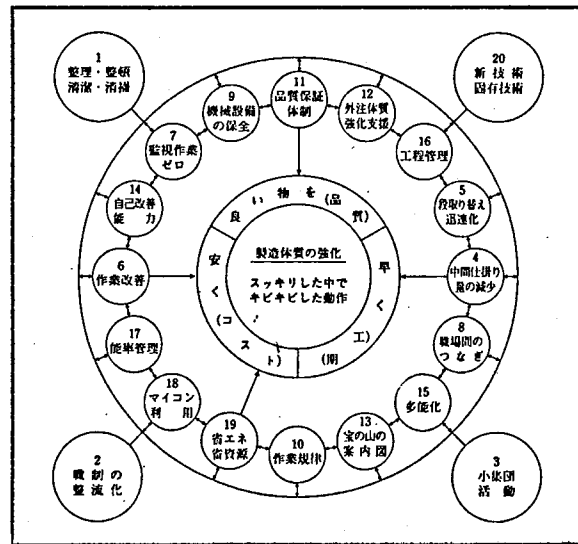 1
整理・整頓
清潔・清掃
20
新技術
固有技術
11
品質保証
体制
9
機械設備
の保全
12
外注体質
強化支援
7
監視作業
ゼロ
16
工程管理
14
自己改善
能力
5
段取り替え
迅速化
良い物を(品質)
早く(工期)
安く(コスト)
製造体質の強化
スッキリした中で
キビキビした動作
6
作業改善
4
中間仕掛り
量の減少
17
能率管理
8
職場間の
つなぎ
18
マイコン
利用
15
多能化
19
省エネ
省資源
10
作業規律
13
宝の山の
案内図
2
職制の
整流化
3
小集団
活動